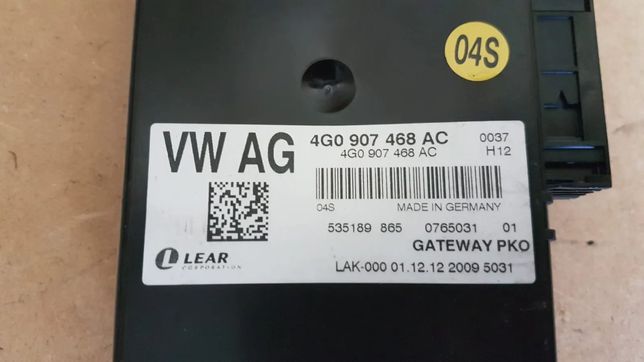 04S
VW AG
4G0 907 468 AC 0037
4G0 907 468 AC H12
04S MADE IN GERMANY
535189 865 0765031 01
GATEWAY PKO
LEAR
CORPORATION
LAK-000 01.12.12 2009 5031